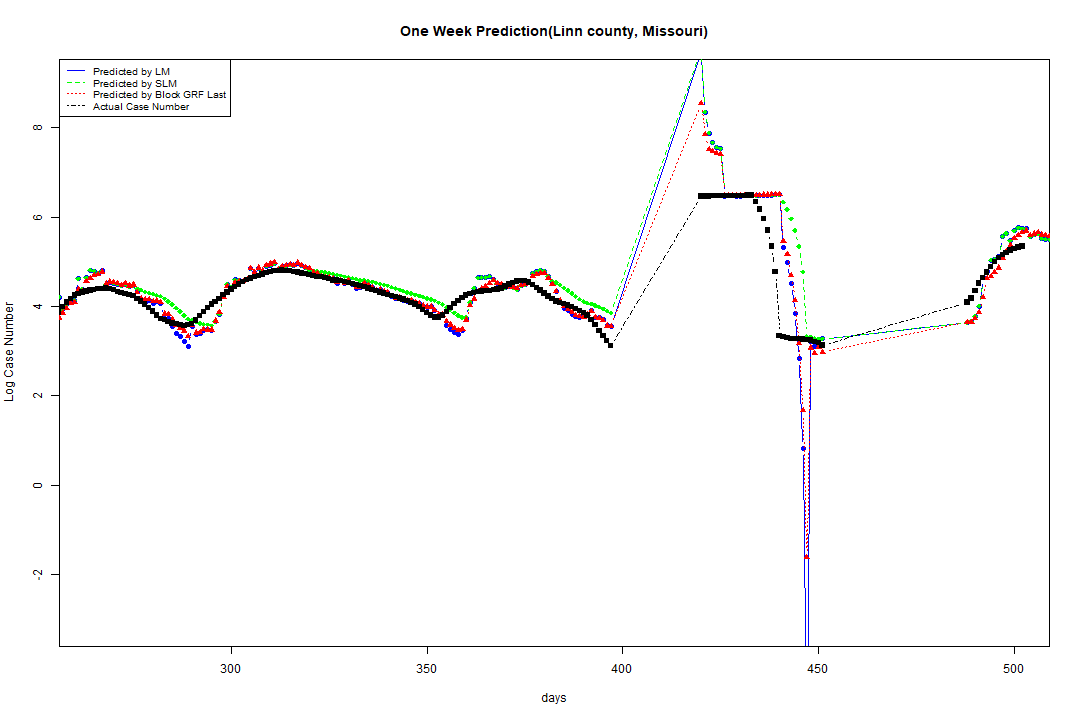 One Week Prediction(Linn county, Missouri)
Predicted by LM
Predicted by SLM
Predicted by Block GRF Last
Actual Case Number
8
6
4
2
0
-2
Log Case Number
300
350
400
450
500
days